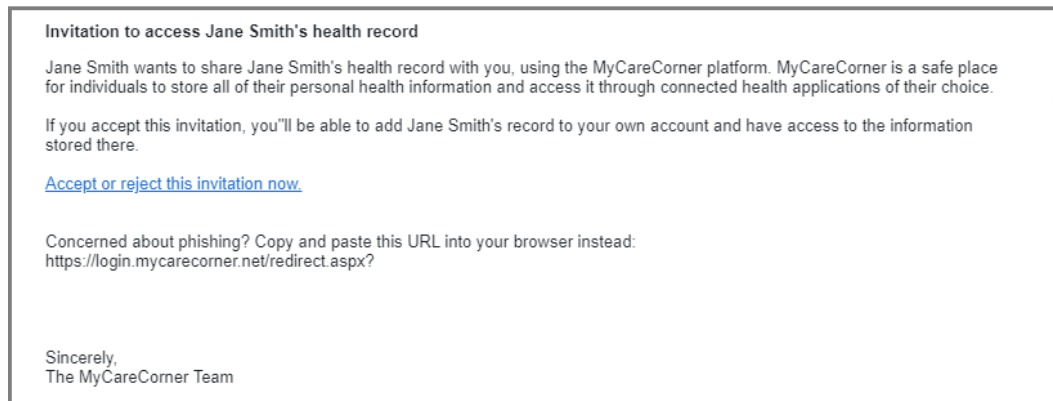 Invitation to access Jane Smith's health record
Jane Smith wants to share Jane Smith's health record with you, using the MyCareCorner platform. MyCareCorner is a safe place
for individuals to store all of their personal health information and access it through connected health applications of their choice.
If you accept this invitation, you"ll be able to add Jane Smith's record to your own account and have access to the information
stored there.
Accept or reject this invitation now.
Concerned about phishing? Copy and paste this URL into your browser instead:
https://login.mycarecorner.net/redirect.aspx?
Sincerely,
The MyCareCorner Team